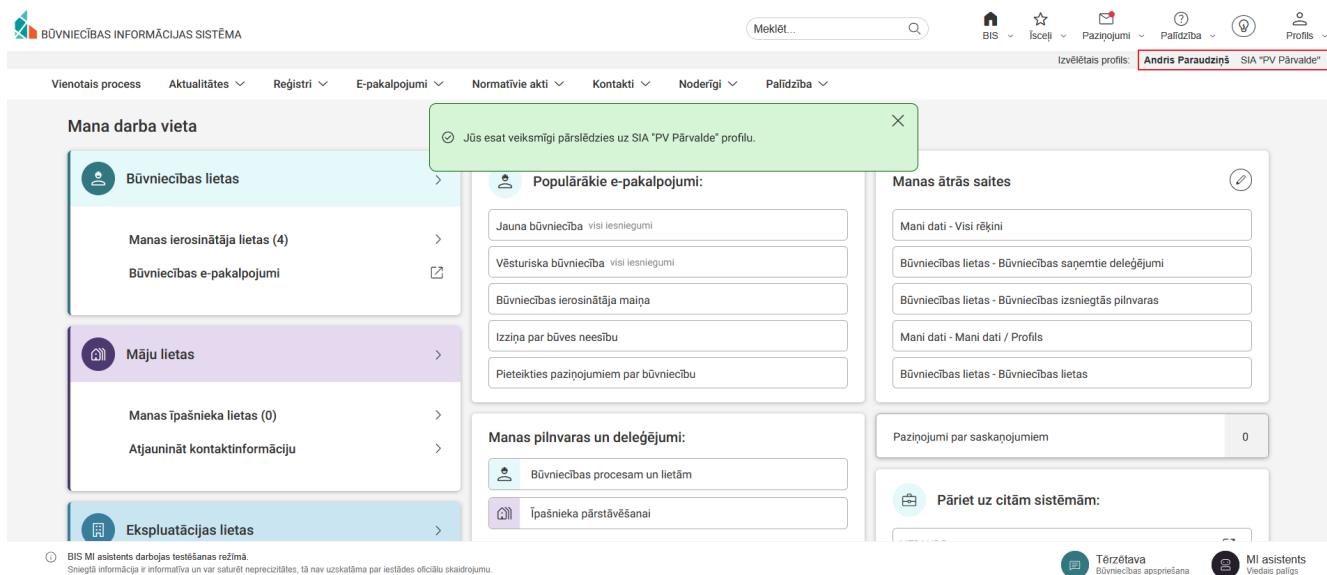 BŪVNIECĪBAS INFORMĀCIJAS SISTĒMA
Meklēt...
BIS
Īsceļi
Paziņojumi
Palīdzība
Profils
Izvēlētais profils: Andris Paraudziņš SIA "PV Pārvalde"
Vienotais process Aktualitātes Reģistri E-pakalpojumi Normatīvie akti Kontakti Noderīgi Palīdzība
Mana darba vieta
Jūs esat veiksmīgi pārslēdzies uz SIA "PV Pārvalde" profilu.
Būvniecības lietas
Manas ierosinātāja lietas (4)
Būvniecības e-pakalpojumi
Māju lietas
Manas īpašnieka lietas (0)
Atjaunināt kontaktinformāciju
Ekspluatācijas lietas
Populārākie e-pakalpojumi:
Jauna būvniecība visi iesniegumi
Vēsturiska būvniecība visi iesniegumi
Būvniecības ierosinātāja maiņa
Izziņa par būves neesību
Pieteikties paziņojumiem par būvniecību
Manas pilnvaras un deleģējumi:
Būvniecības procesam un lietām
Īpašnieka pārstāvēšanai
Manas ātrās saites
Mani dati - Visi rēķini
Būvniecības lietas - Būvniecības saņemtie deleģējumi
Būvniecības lietas - Būvniecības izsniegtās pilnvaras
Mani dati - Mani dati / Profils
Būvniecības lietas - Būvniecības lietas
Paziņojumi par saskaņojumiem 0
Pāriet uz citām sistēmām:
BIS MI asistents darbojas testēšanas režīmā.
Sniegtā informācija ir informatīva un var saturēt neprecizitātes, tā nav uzskatāma par iestādes oficiālu skaidrojumu.
Tērzētava
Būvniecības apspriešana
MI asistents
Viedais palīgs